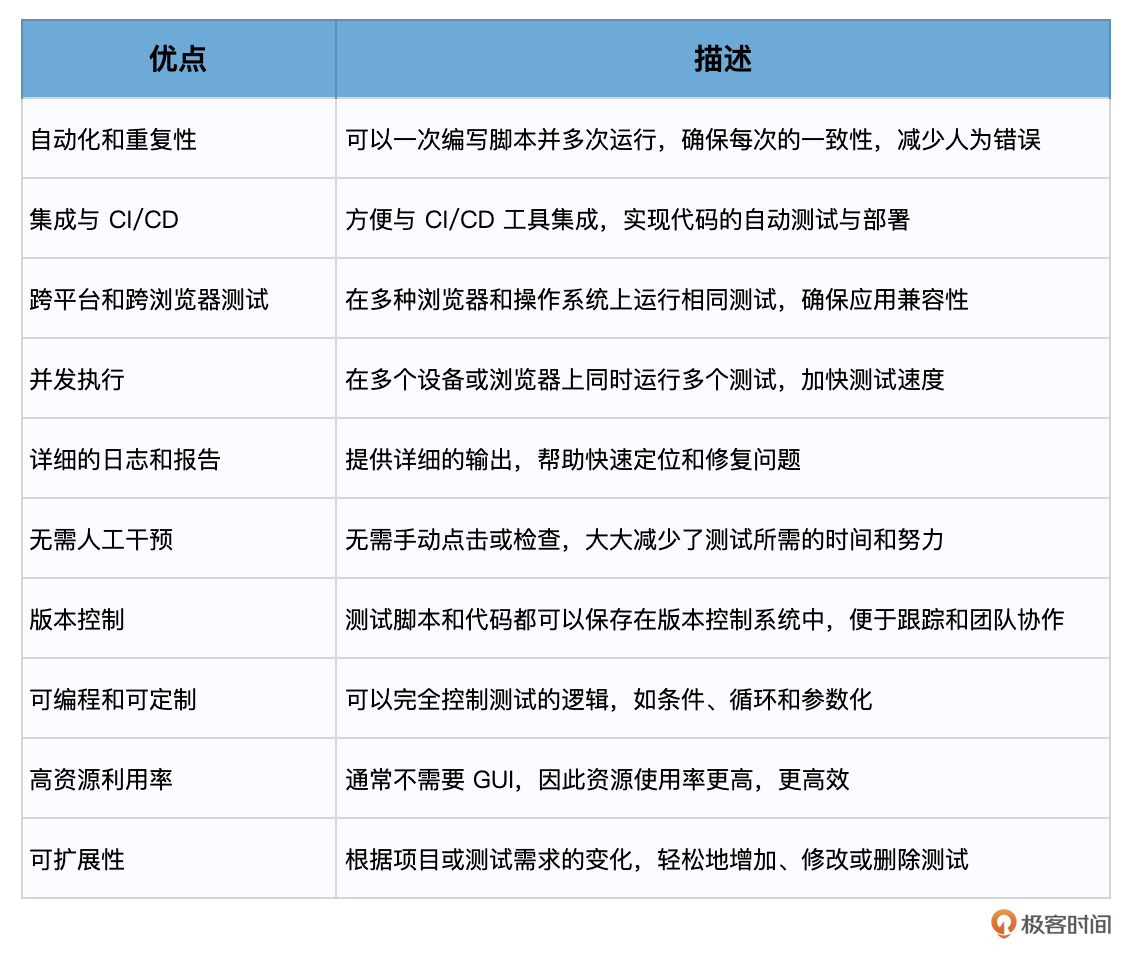 优点 描述
自动化和重复性 可以一次编写脚本并多次运行，确保每次的一致性，减少人为错误
集成与 CI/CD 方便与 CI/CD 工具集成，实现代码的自动测试与部署
跨平台和跨浏览器测试 在多种浏览器和操作系统上运行相同测试，确保应用兼容性
并发执行 在多个设备或浏览器上同时运行多个测试，加快测试速度
详细的日志和报告 提供详细的输出，帮助快速定位和修复问题
无需人工干预 无需手动点击或检查，大大减少了测试所需的时间和努力
版本控制 测试脚本和代码都可以保存在版本控制系统中，便于跟踪和团队协作
可编程和可定制 可以完全控制测试的逻辑，如条件、循环和参数化
高资源利用率 通常不需要 GUI，因此资源使用率更高，更高效
可扩展性 根据项目或测试需求的变化，轻松地增加、修改或删除测试
极客时间